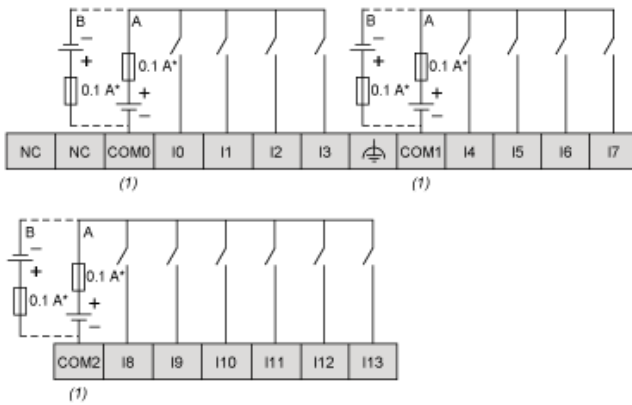 B A B A
0.1 A* 0.1 A*
0.1 A* 0.1 A*
NC NC COM0 I0 I1 I2 I3 COM1 I4 I5 I6 I7
(1) (1)
B A
0.1 A*
0.1 A*
COM2 I8 I9 I10 I11 I12 I13
(1)